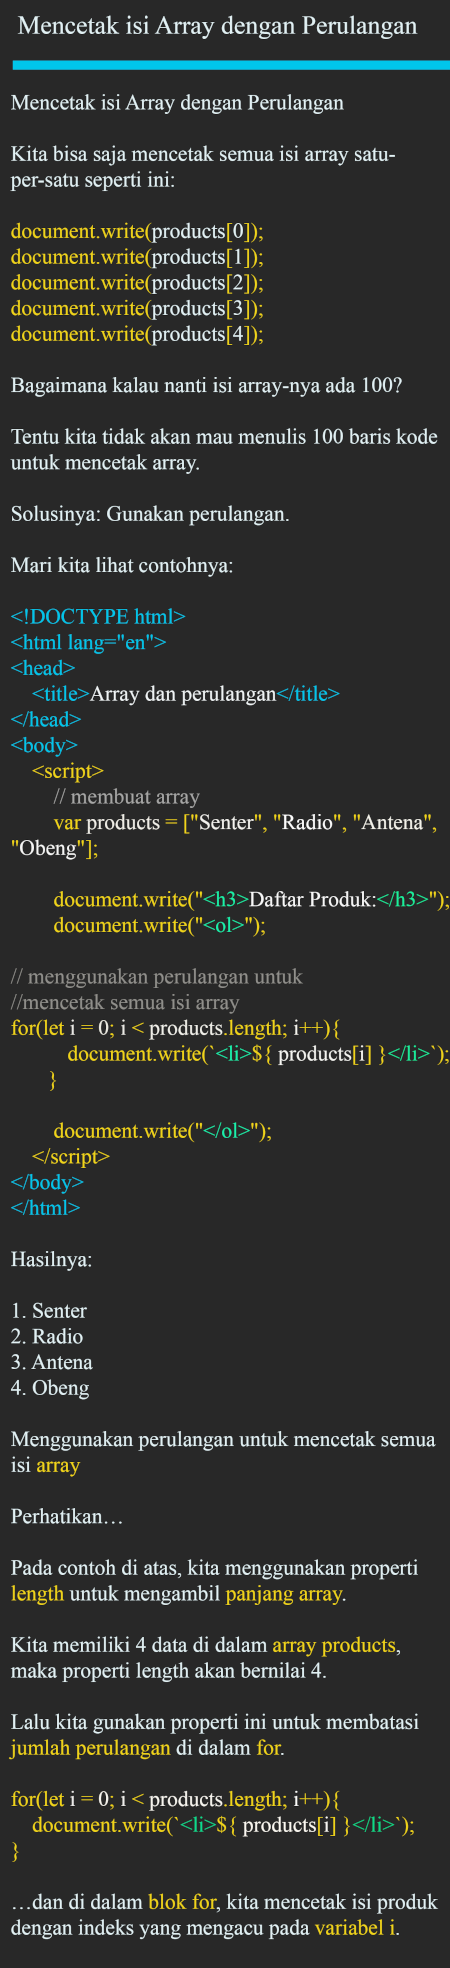 Mencetak isi Array dengan Perulangan
Mencetak isi Array dengan Perulangan
Kita bisa saja mencetak semua isi array satu-
per-satu seperti ini:
document.write(products[0]);
document.write(products[1]);
document.write(products[2]);
document.write(products[3]);
document.write(products[4]);
Bagaimana kalau nanti isi array-nya ada 100?
Tentu kita tidak akan mau menulis 100 baris kode
untuk mencetak array.
Solusinya: Gunakan perulangan.
Mari kita lihat contohnya:
<!DOCTYPE html>
<html lang="en">
<head>
    <title>Array dan perulangan</title>
</head>
<body>
    <script>
        // membuat array
        var products = ["Senter", "Radio", "Antena",
"Obeng"];
        document.write("<h3>Daftar Produk:</h3>");
        document.write("<ol>");
// menggunakan perulangan untuk
//mencetak semua isi array
for(let i = 0; i < products.length; i++){
          document.write(`<li>${ products[i] }</li>`);
       }
        document.write("</ol>");
    </script>
</body>
</html>
Hasilnya:
1. Senter
2. Radio
3. Antena
4. Obeng
Menggunakan perulangan untuk mencetak semua
isi array
Perhatikan…
Pada contoh di atas, kita menggunakan properti
length untuk mengambil panjang array.
Kita memiliki 4 data di dalam array products,
maka properti length akan bernilai 4.
Lalu kita gunakan properti ini untuk membatasi
jumlah perulangan di dalam for.
for(let i = 0; i < products.length; i++){
    document.write(`<li>${ products[i] }</li>`);
}
…dan di dalam blok for, kita mencetak isi produk
dengan indeks yang mengacu pada variabel i.